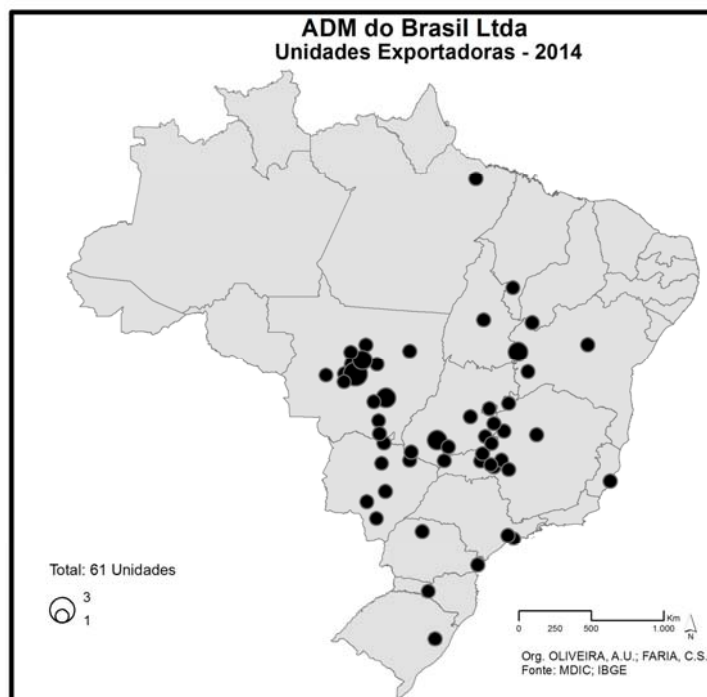 ADM do Brasil Ltda
Unidades Exportadoras - 2014
Total: 61 Unidades
3
1
Km
0 500 1.000
N
Org. OLIVEIRA, A.U.; FARIA, C.S.
Fonte: MDIC; IBGE